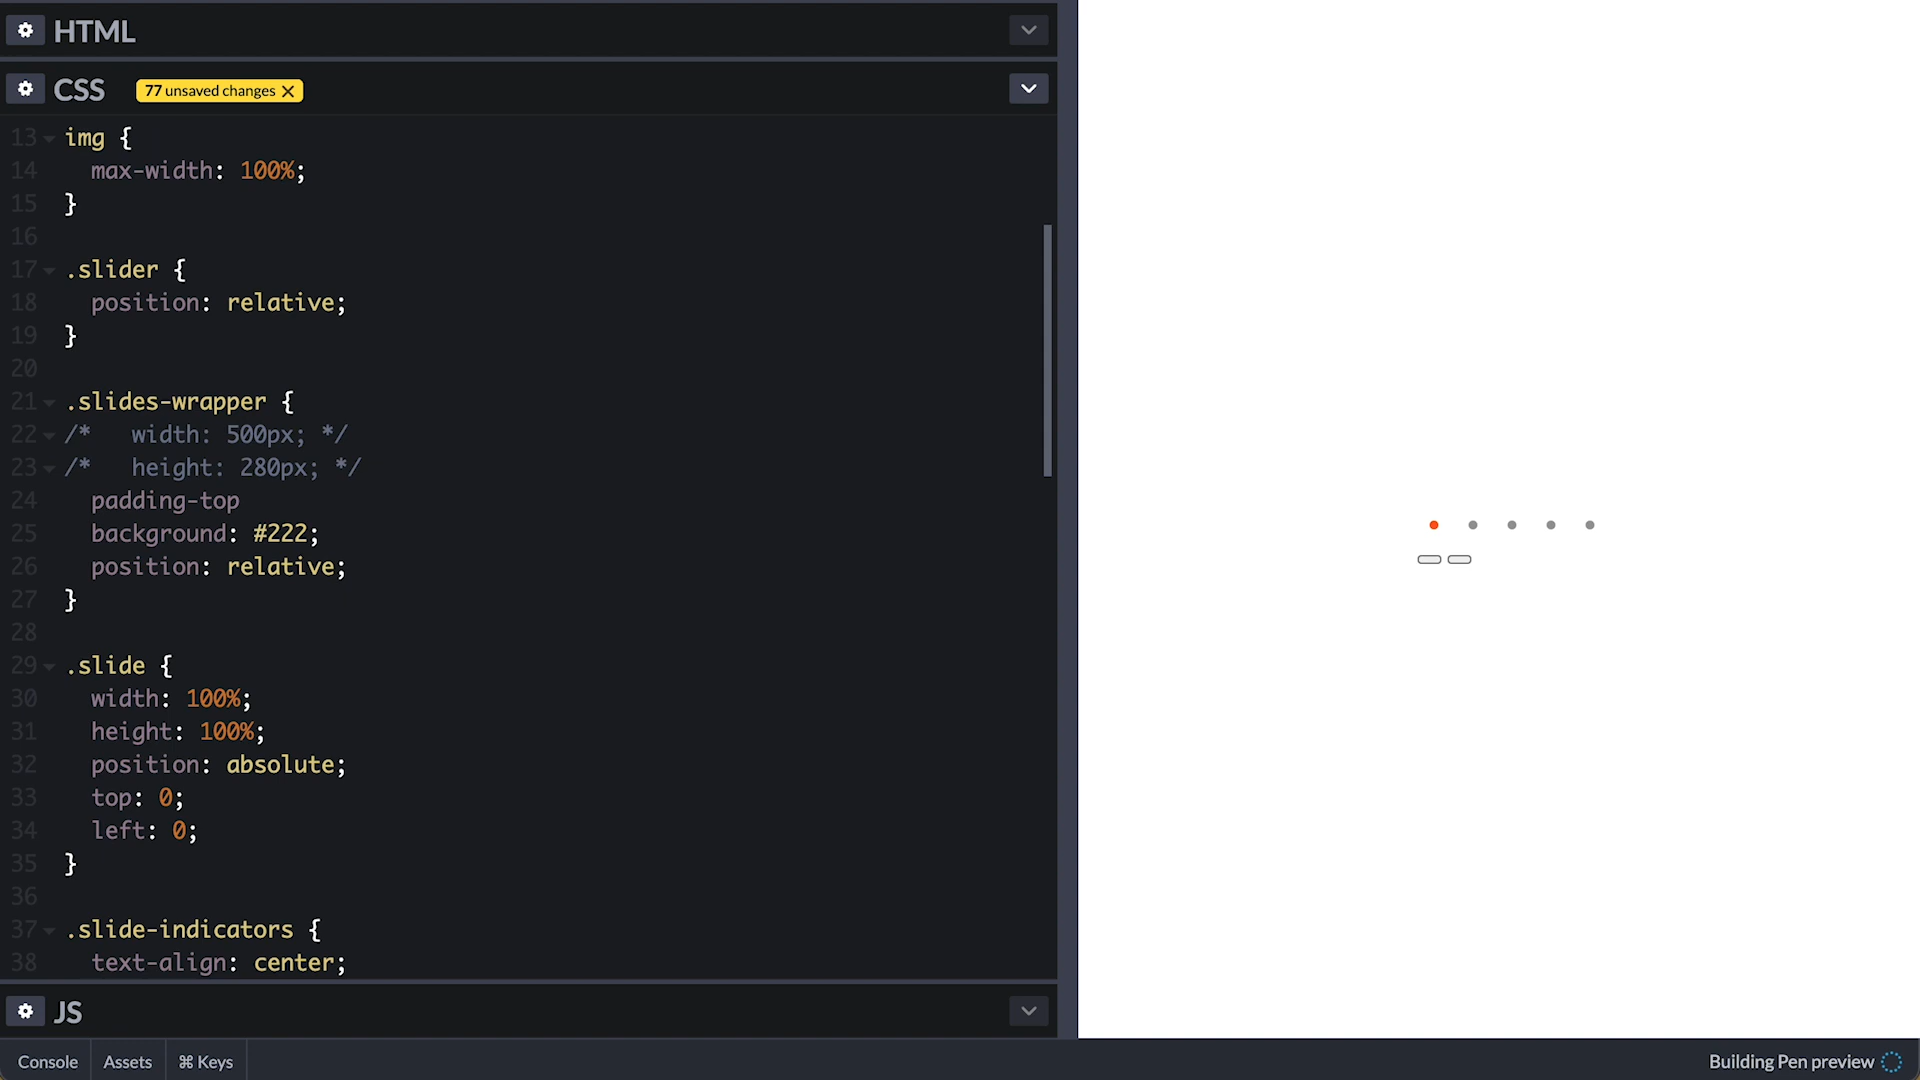 HTML
CSS 77 unsaved changes
13 img {
14 max-width: 100%;
15 }
16
17 .slider {
18 position: relative;
19 }
20
21 .slides-wrapper {
22 /* width: 500px; */
23 /* height: 280px; */
24 padding-top
25 background: #222;
26 position: relative;
27 }
28
29 .slide {
30 width: 100%;
31 height: 100%;
32 position: absolute;
33 top: 0;
34 left: 0;
35 }
36
37 .slide-indicators {
38 text-align: center;
JS
Console Assets ⌘ Keys Building Pen preview